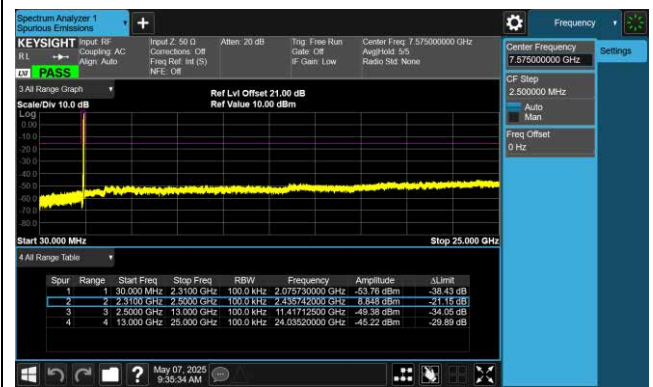 Spectrum Analyzer 1
Spurious Emissions
Frequency
KEYSIGHT
Input: RF
Input Z: 50 Ω
Atten: 20 dB
Trig: Free Run
Center Freq: 7.575000000 GHz
RL
Coupling: AC
Corrections: Off
Gate: Off
Avg|Hold: 5/5
Align: Auto
Freq Ref: Int (S)
IF Gain: Low
Radio Std: None
LXI
PASS
NFE: Off
Center Frequency
7.575000000 GHz
Settings
CF Step
2.500000 MHz
Auto
Man
Freq Offset
0 Hz
3 All Range Graph
Ref Lvl Offset 21.00 dB
Scale/Div 10.0 dB
Ref Value 10.00 dBm
Log
0.00
-10.0
-20.0
-30.0
-40.0
-50.0
-60.0
-70.0
-80.0
Start 30.000 MHz
Stop 25.000 GHz
4 All Range Table
Spur Range Start Freq Stop Freq RBW Frequency Amplitude ΔLimit
1 1 30.000 MHz 2.3100 GHz 100.0 kHz 2.075730000 GHz -53.76 dBm -38.43 dB
2 2 2.3100 GHz 2.5000 GHz 100.0 kHz 2.435742000 GHz 8.848 dBm -21.15 dB
3 3 2.5000 GHz 13.000 GHz 100.0 kHz 11.41712500 GHz -49.38 dBm -34.05 dB
4 4 13.000 GHz 25.000 GHz 100.0 kHz 24.03520000 GHz -45.22 dBm -29.89 dB
May 07, 2025
9:35:34 AM